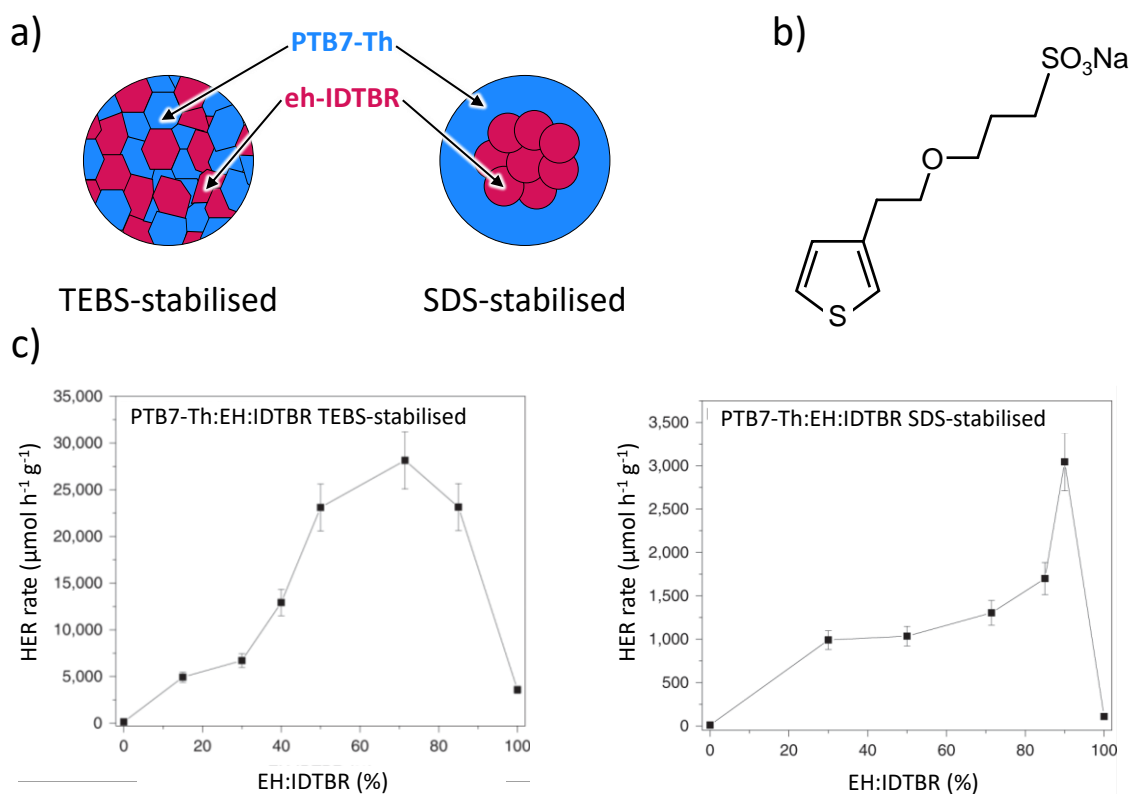 a)
PTB7-Th
eh-IDTBR
TEBS-stabilised
SDS-stabilised
b)
SO3Na
O
S
c)
PTB7-Th:EH:IDTBR TEBS-stabilised
HER rate (µmol h⁻¹ g⁻¹)
35,000
30,000
25,000
20,000
15,000
10,000
5,000
0
0 20 40 60 80 100
EH:IDTBR (%)
PTB7-Th:EH:IDTBR SDS-stabilised
HER rate (µmol h⁻¹ g⁻¹)
3,500
3,000
2,500
2,000
1,500
1,000
500
0
0 20 40 60 80 100
EH:IDTBR (%)